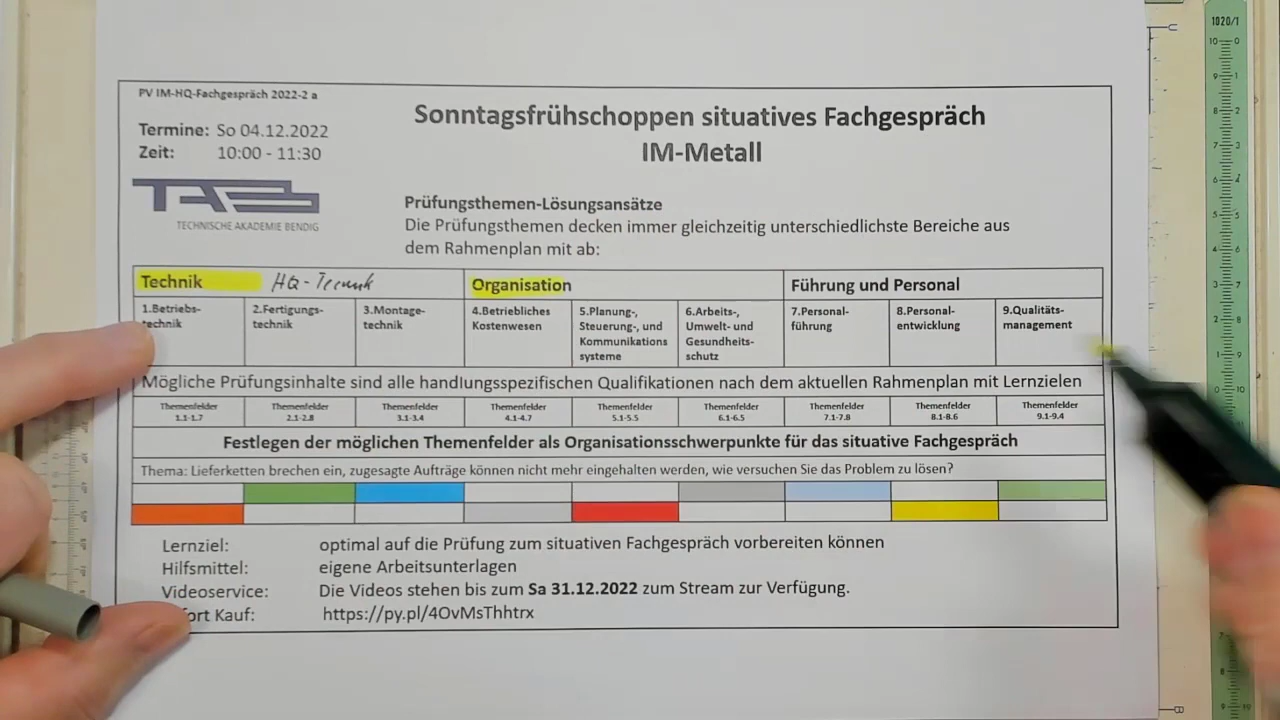 PV IM-HQ-Fachgespräch 2022-2 a
Sonntagsfrühschoppen situatives Fachgespräch
IM-Metall
Termine: So 04.12.2022
Zeit: 10:00 - 11:30
TAB
TECHNISCHE AKADEMIE BENDIG
Prüfungsthemen-Lösungsansätze
Die Prüfungsthemen decken immer gleichzeitig unterschiedlichste Bereiche aus
dem Rahmenplan mit ab:
Technik HQ-Technik Organisation Führung und Personal
1.Betriebs-
technik
2.Fertigungs-
technik
3.Montage-
technik
4.Betriebliches
Kostenwesen
5.Planung-,
Steuerung-, und
Kommunikations
systeme
6.Arbeits-,
Umwelt- und
Gesundheits-
schutz
7.Personal-
führung
8.Personal-
entwicklung
9.Qualitäts-
management
Mögliche Prüfungsinhalte sind alle handlungsspezifischen Qualifikationen nach dem aktuellen Rahmenplan mit Lernzielen
Themenfelder
1.1-1.7
Themenfelder
2.1-2.8
Themenfelder
3.1-3.4
Themenfelder
4.1-4.7
Themenfelder
5.1-5.5
Themenfelder
6.1-6.5
Themenfelder
7.1-7.8
Themenfelder
8.1-8.6
Themenfelder
9.1-9.4
Festlegen der möglichen Themenfelder als Organisationsschwerpunkte für das situative Fachgespräch
Thema: Lieferketten brechen ein, zugesagte Aufträge können nicht mehr eingehalten werden, wie versuchen Sie das Problem zu lösen?
Lernziel: optimal auf die Prüfung zum situativen Fachgespräch vorbereiten können
Hilfsmittel: eigene Arbeitsunterlagen
Videoservice: Die Videos stehen bis zum Sa 31.12.2022 zum Stream zur Verfügung.
ort Kauf: https://py.pl/4OvMsThhtrx
1020/1